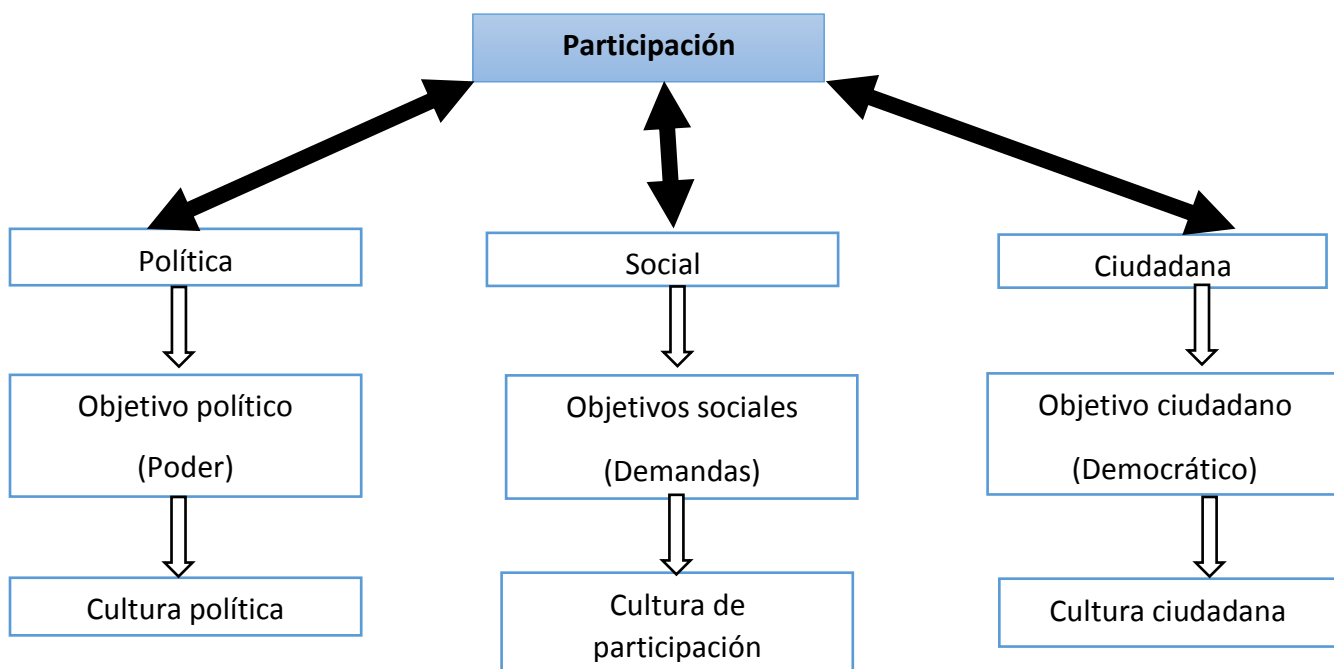 Participación
Política
Social
Ciudadana
Objetivo político
(Poder)
Objetivos sociales
(Demandas)
Objetivo ciudadano
(Democrático)
Cultura política
Cultura de
participación
Cultura ciudadana